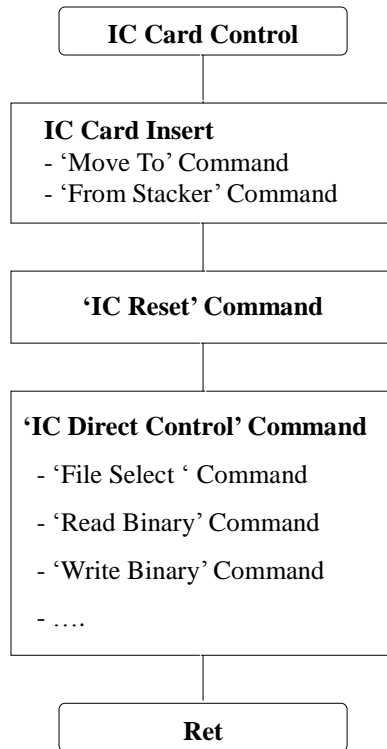 IC Card Control
IC Card Insert
- ‘Move To’ Command
- ‘From Stacker’ Command
‘IC Reset’ Command
‘IC Direct Control’ Command
- ‘File Select ‘ Command
- ‘Read Binary’ Command
- ‘Write Binary’ Command
- ….
Ret